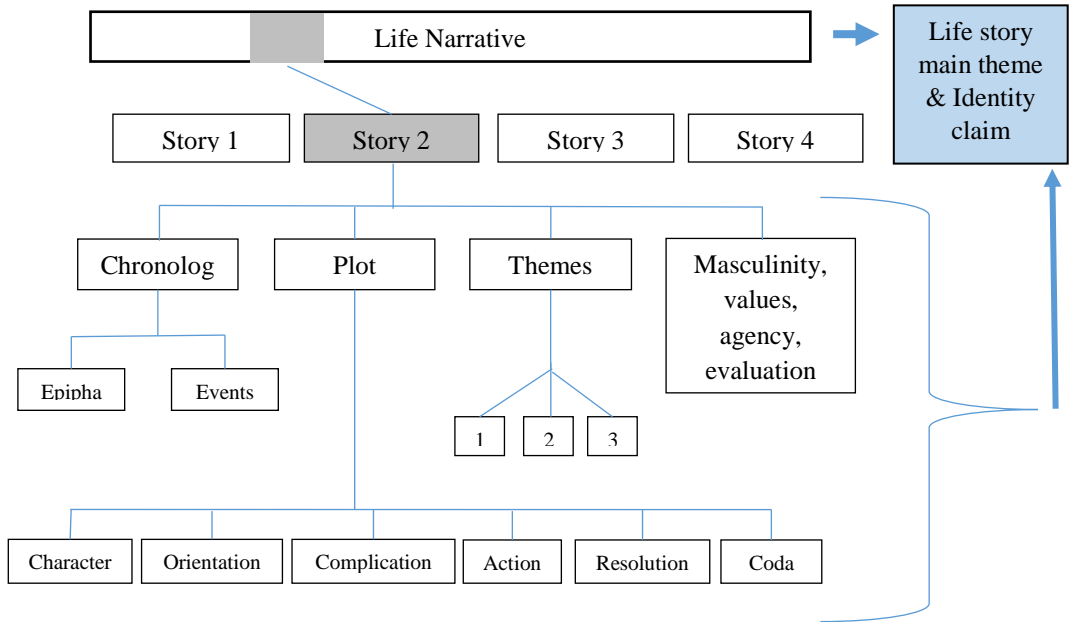 Life Narrative
Life story
main theme
& Identity
claim
Story 1
Story 2
Story 3
Story 4
Chronolog
Plot
Themes
Masculinity,
values,
agency,
evaluation
Epipha
Events
1
2
3
Character
Orientation
Complication
Action
Resolution
Coda